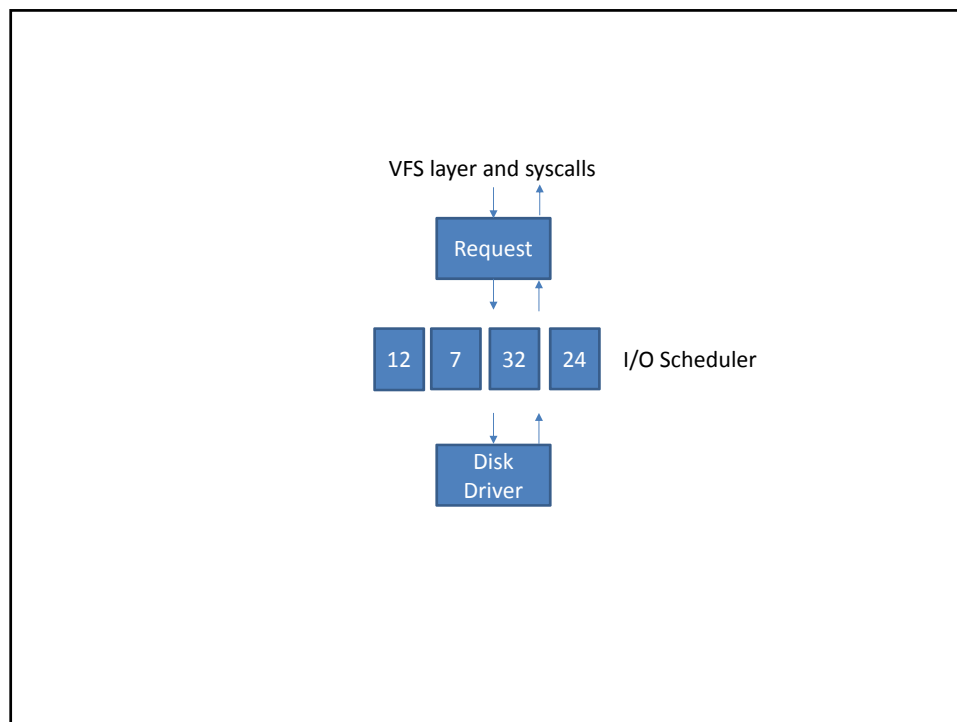 VFS layer and syscalls
Request
12 7 32 24 I/O Scheduler
Disk
Driver